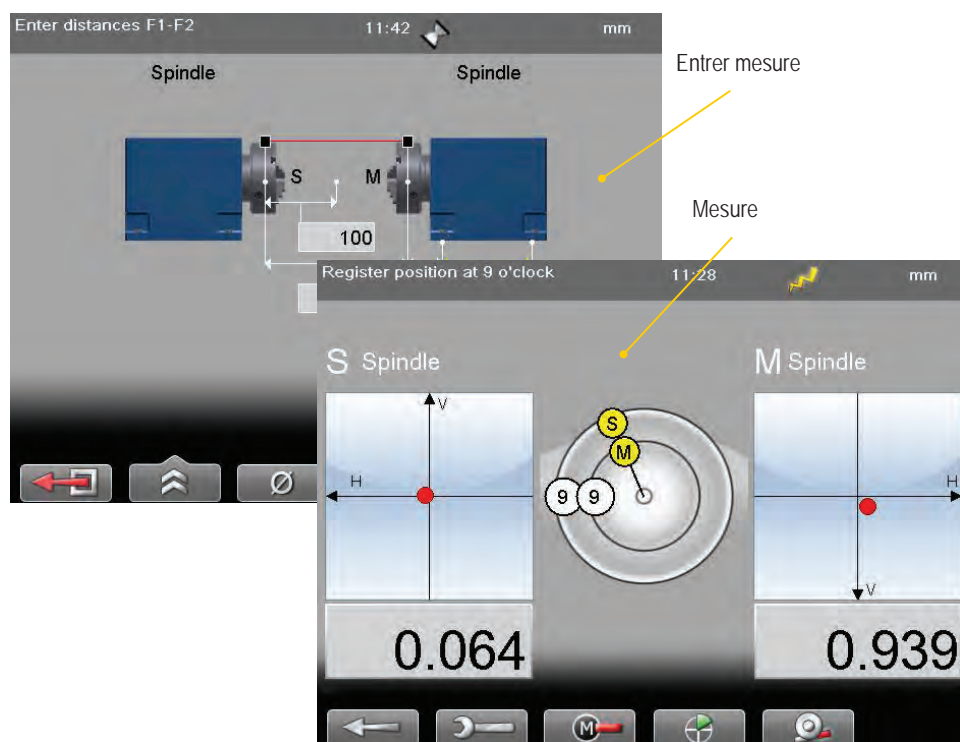 Enter distances F1-F2 11:42 mm
Spindle Spindle
Entrer mesure
S M
100
Mesure
Register position at 9 o'clock 11:28 mm
S Spindle
M Spindle
V
S
M
H
9 9
H
V
0.064
0.939
M